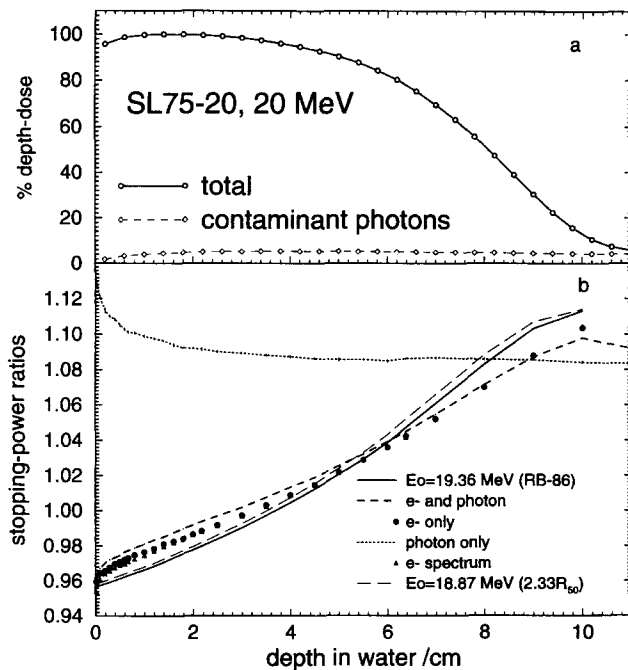 100
80
60
40
20
0
% depth-dose
a
SL75-20, 20 MeV
total
contaminant photons
b
1.12
1.10
1.08
1.06
1.04
1.02
1.00
0.98
0.96
0.94
stopping-power ratios
Eo=19.36 MeV (RB-86)
e- and photon
e- only
photon only
e- spectrum
Eo=18.87 MeV (2.33R50)
0 2 4 6 8 10
depth in water /cm